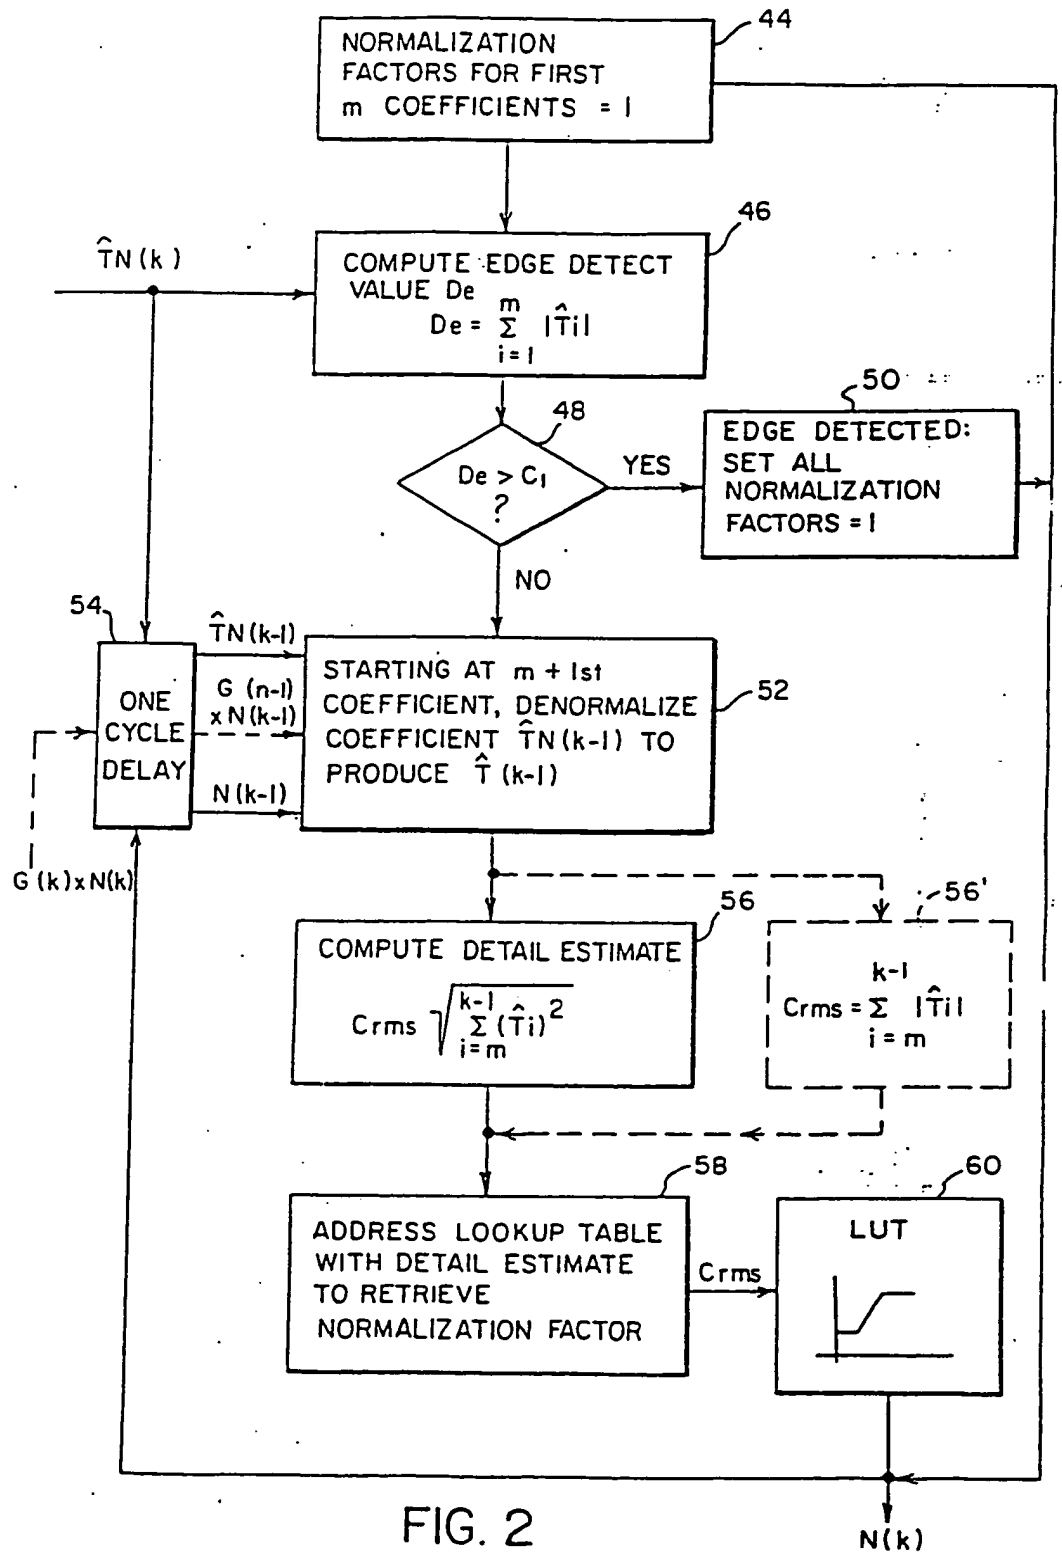 44
NORMALIZATION
FACTORS FOR FIRST
m COEFFICIENTS = 1
46
T̂N(k)
COMPUTE EDGE DETECT
VALUE De
De = Σ |T̂i|
m
i = 1
48
De > C₁
?
YES
NO
50
EDGE DETECTED:
SET ALL
NORMALIZATION
FACTORS = 1
54
ONE
CYCLE
DELAY
T̂N(k-1)
G (n-1)
xN(k-1)
N(k-1)
G (k) x N(k)
52
STARTING AT m + 1st
COEFFICIENT, DENORMALIZE
COEFFICIENT T̂N(k-1) TO
PRODUCE T̂ (k-1)
56
COMPUTE DETAIL ESTIMATE
k-1
Crms √Σ (T̂i)²
i = m
56'
k-1
Crms = Σ |T̂i|
i = m
58
ADDRESS LOOKUP TABLE
WITH DETAIL ESTIMATE
TO RETRIEVE
NORMALIZATION FACTOR
Crms
60
LUT
N(k)
FIG. 2